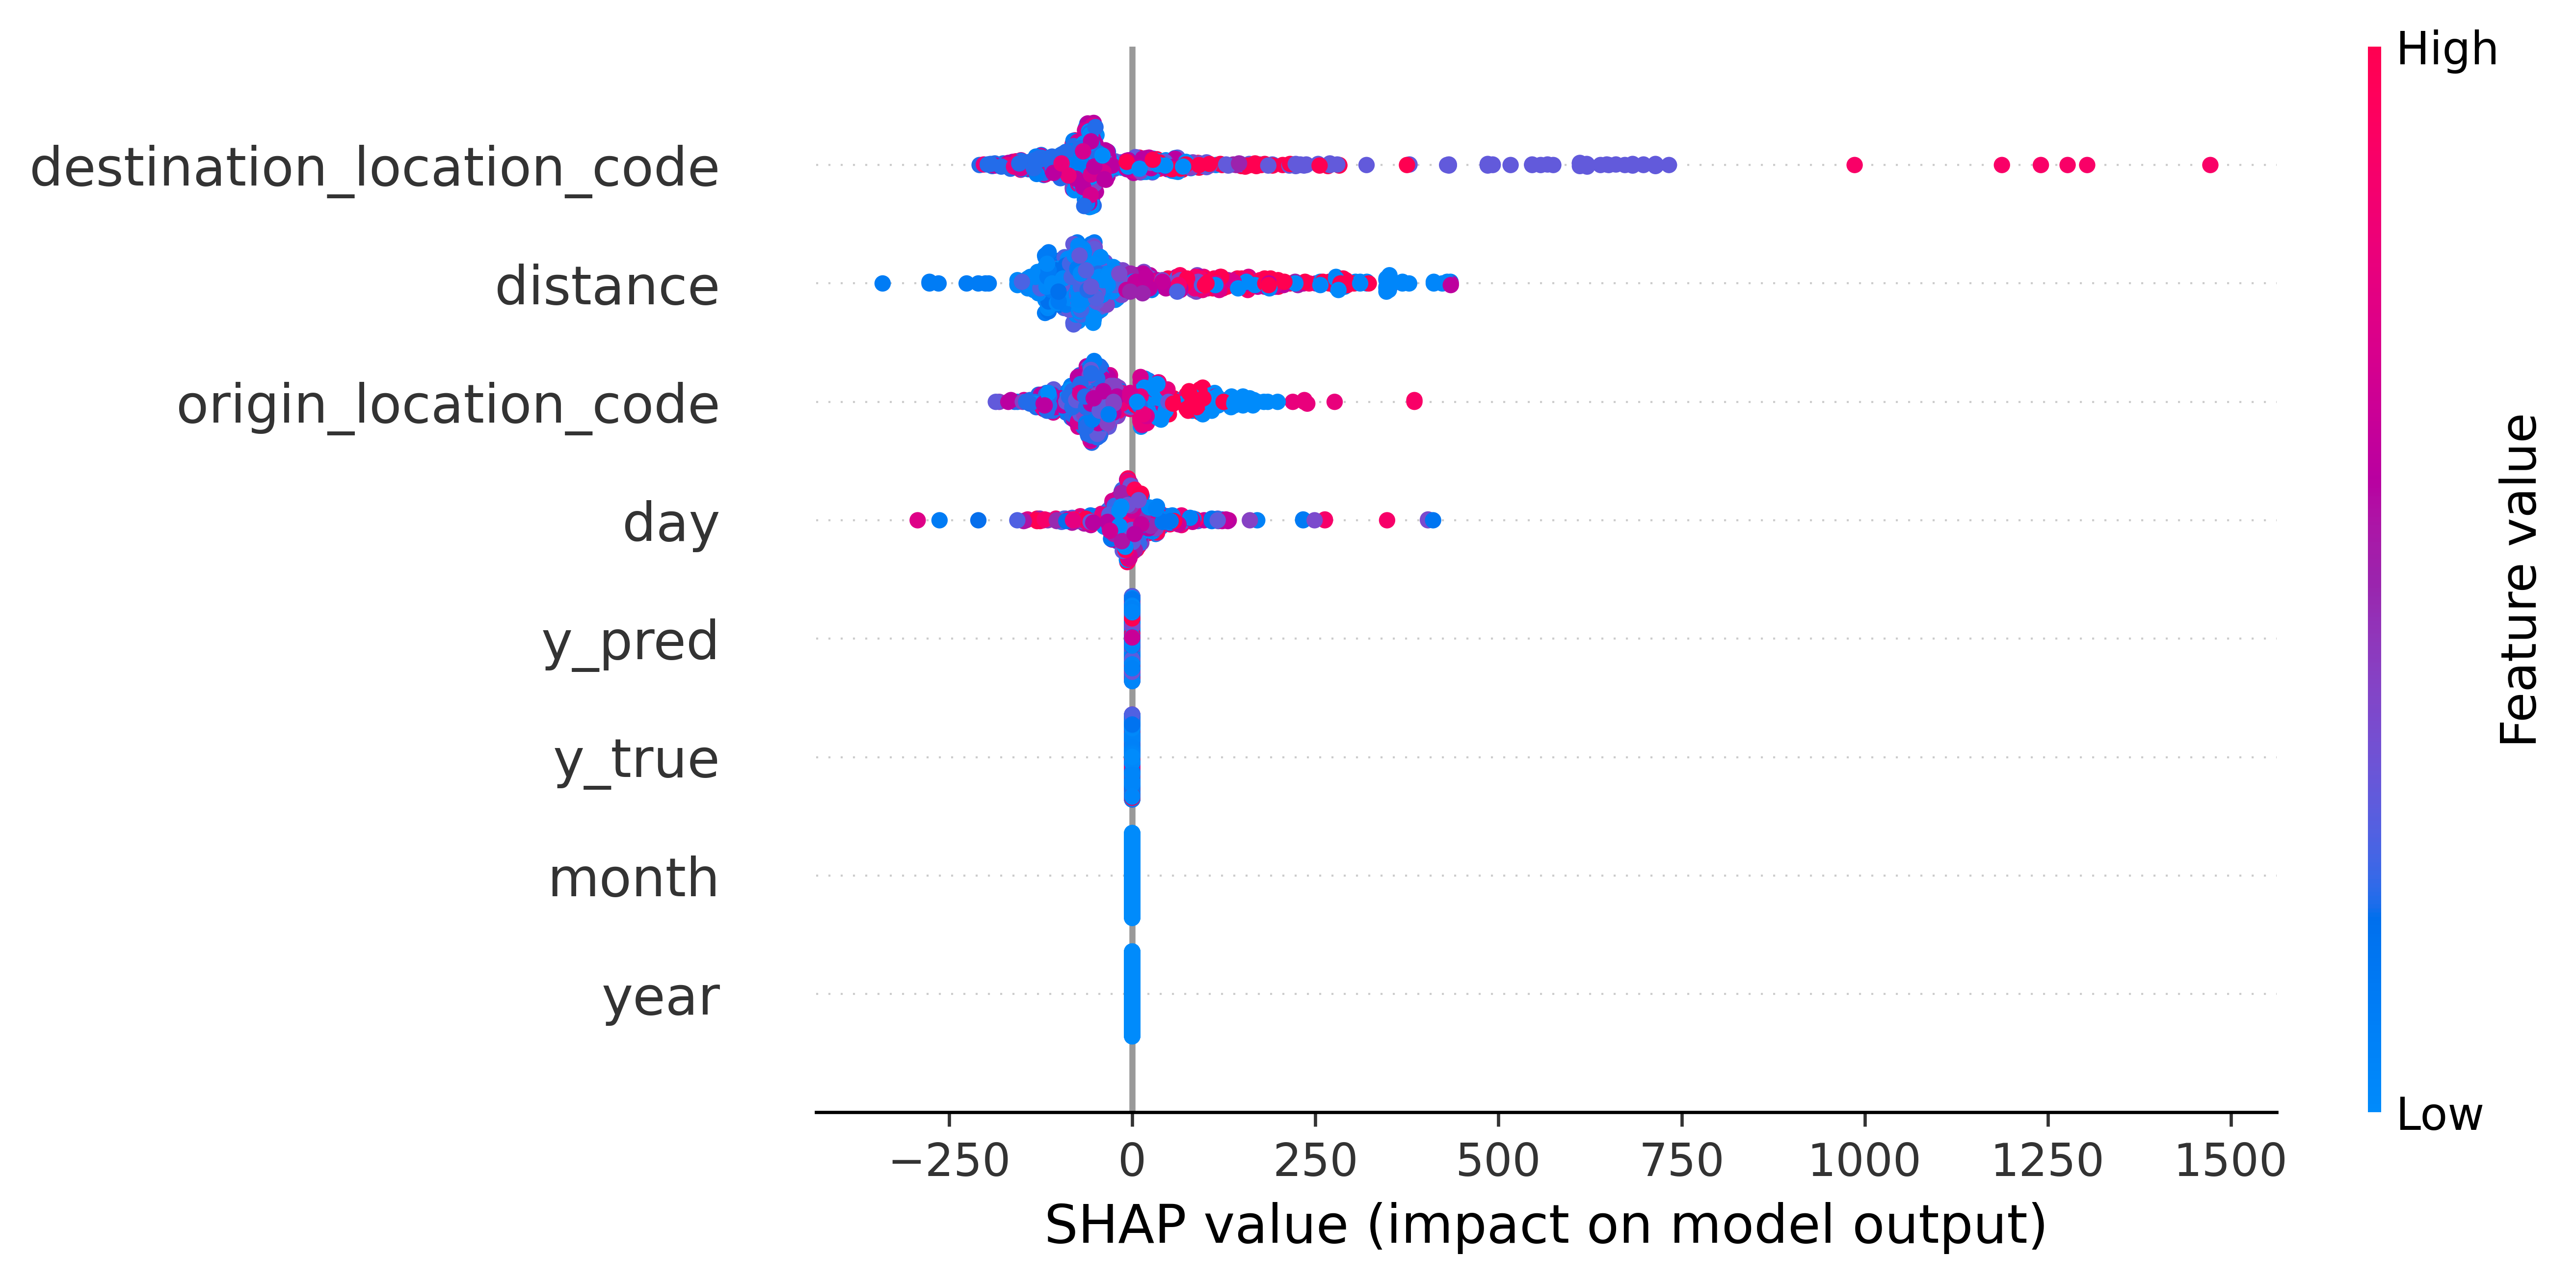 High
destination_location_code
distance
origin_location_code
day
y_pred
y_true
month
year
Feature value
Low
−250 0 250 500 750 1000 1250 1500
SHAP value (impact on model output)